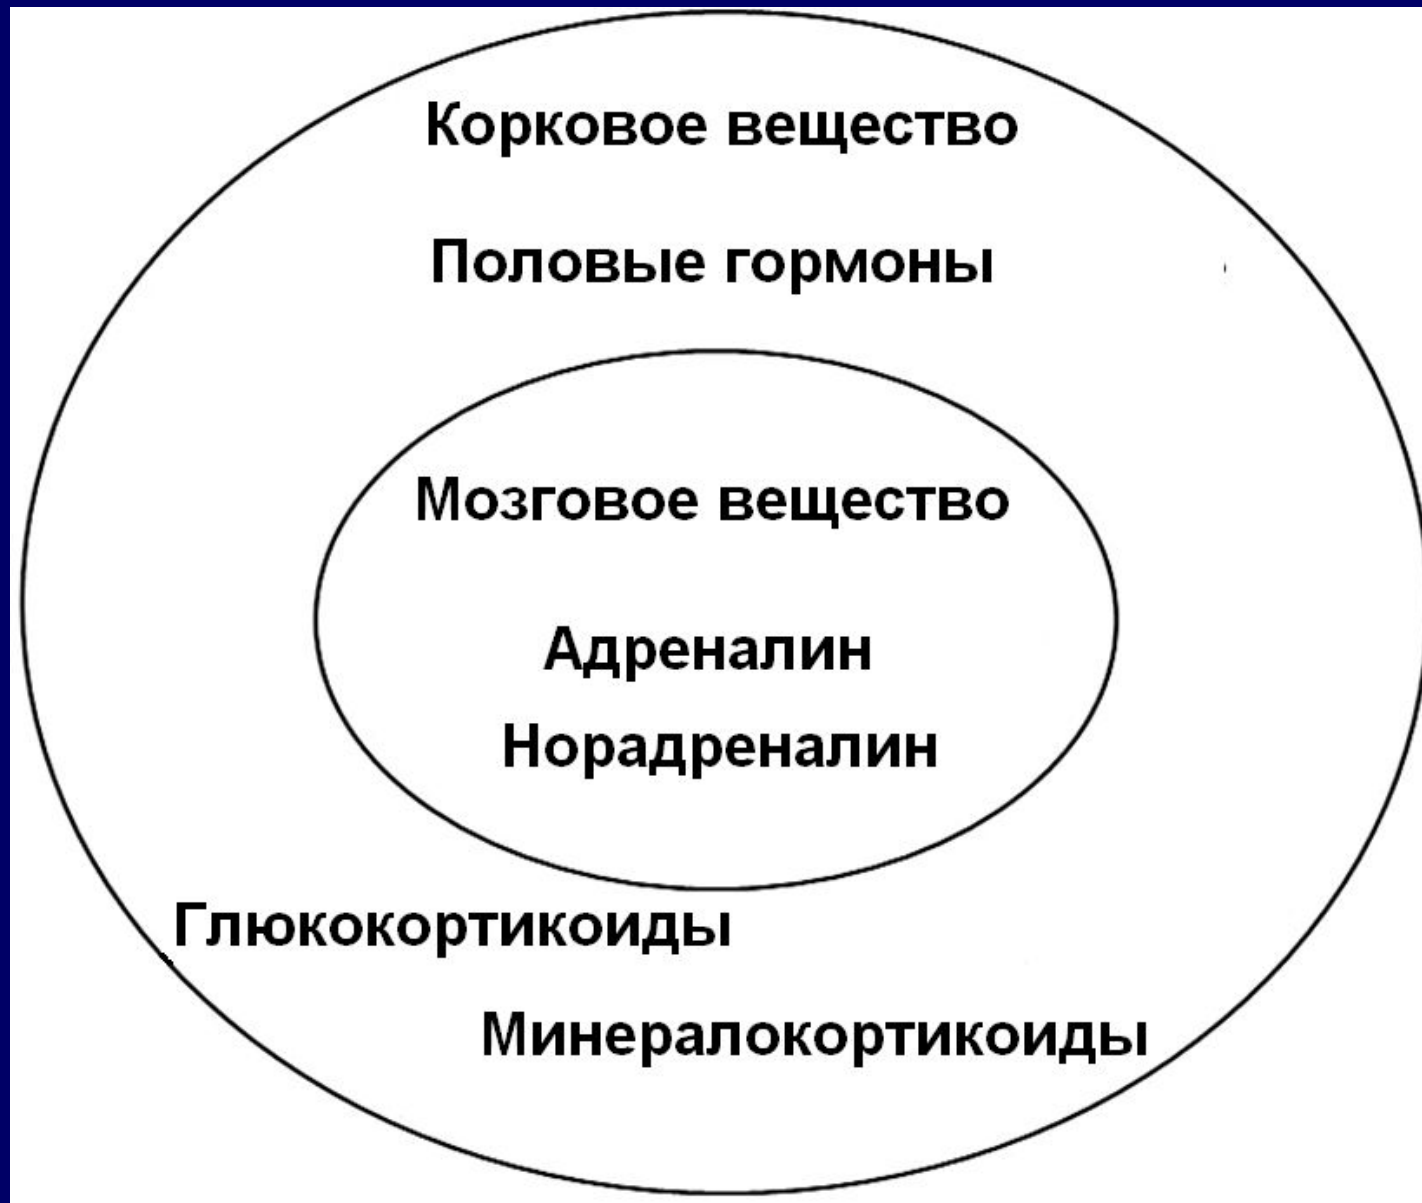 Корковое вещество
Половые гормоны
Мозговое вещество
Адреналин
Норадреналин
Глюкокортикоиды
Минералокортикоиды